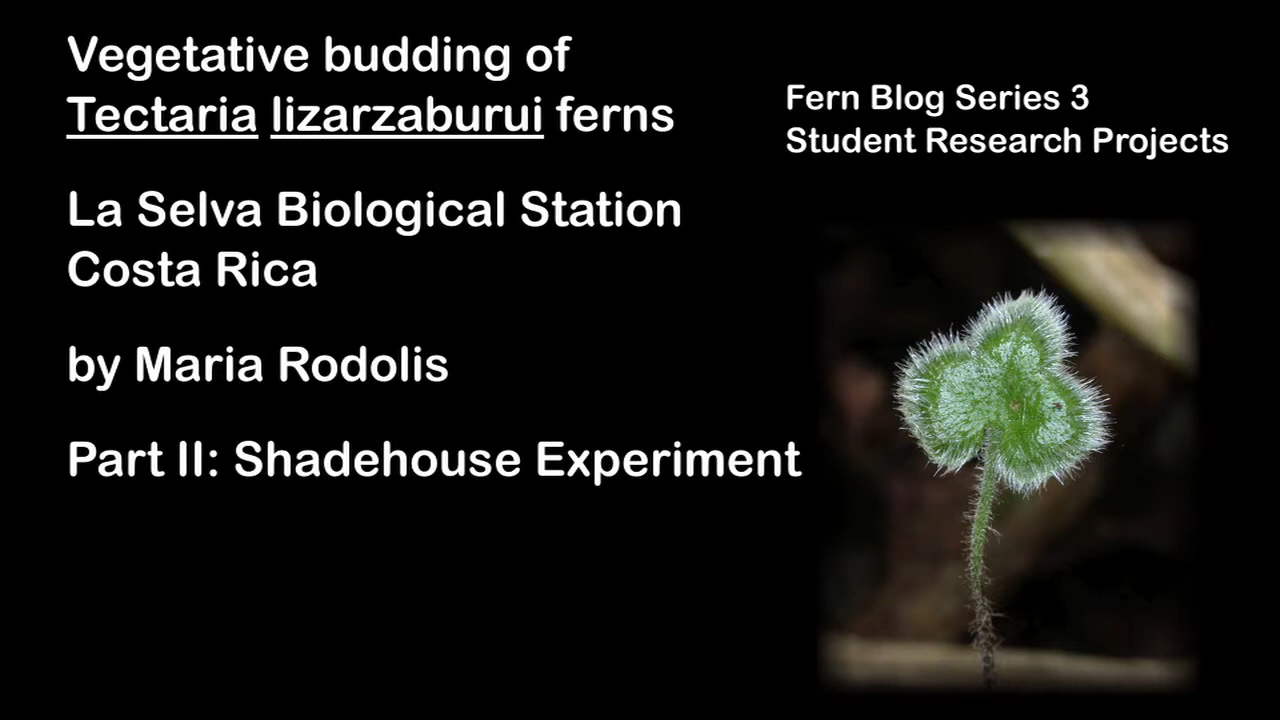 Vegetative budding of
Tectaria lizarzaburui ferns
La Selva Biological Station
Costa Rica
by Maria Rodolis
Part II: Shadehouse Experiment
Fern Blog Series 3
Student Research Projects